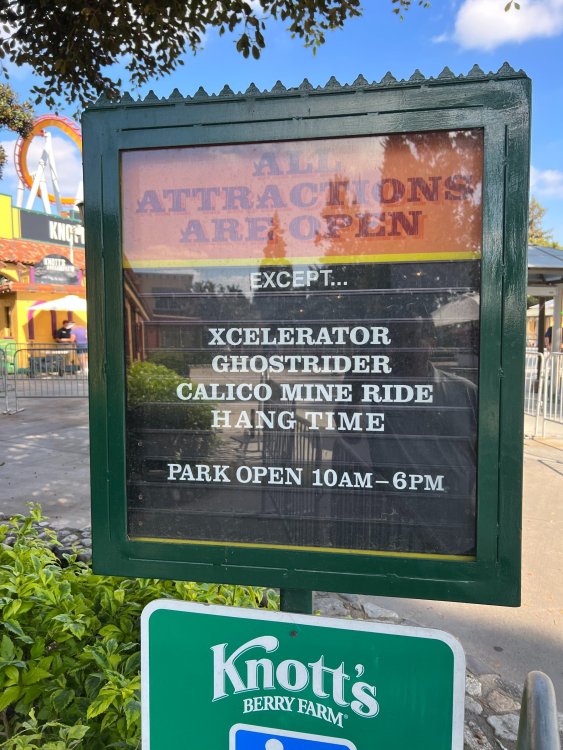 ALL
ATTRACTIONS
ARE OPEN
EXCEPT...
XCELERATOR
GHOSTRIDER
CALICO MINE RIDE
HANG TIME
PARK OPEN 10AM–6PM
Knott's
BERRY FARM®